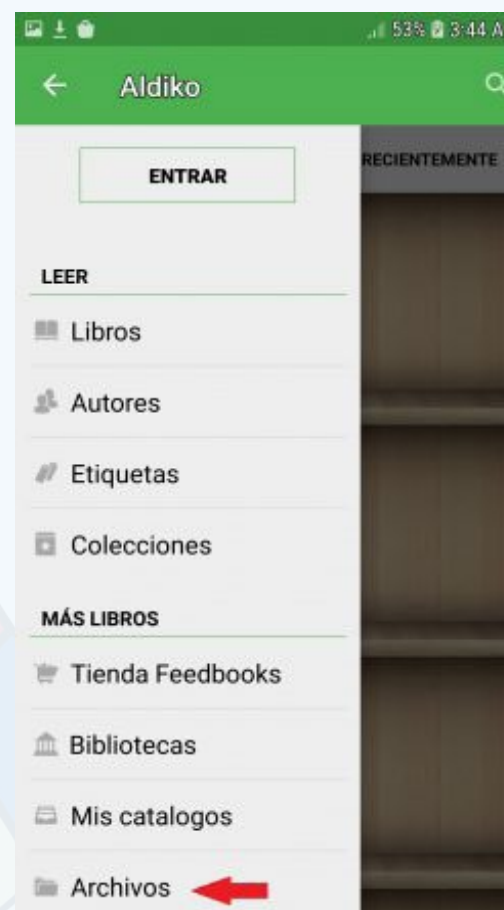 53% 3:44 A
Aldiko
ENTRAR
RECIENTEMENTE
LEER
Libros
Autores
Etiquetas
Colecciones
MÁS LIBROS
Tienda Feedbooks
Bibliotecas
Mis catalogos
Archivos